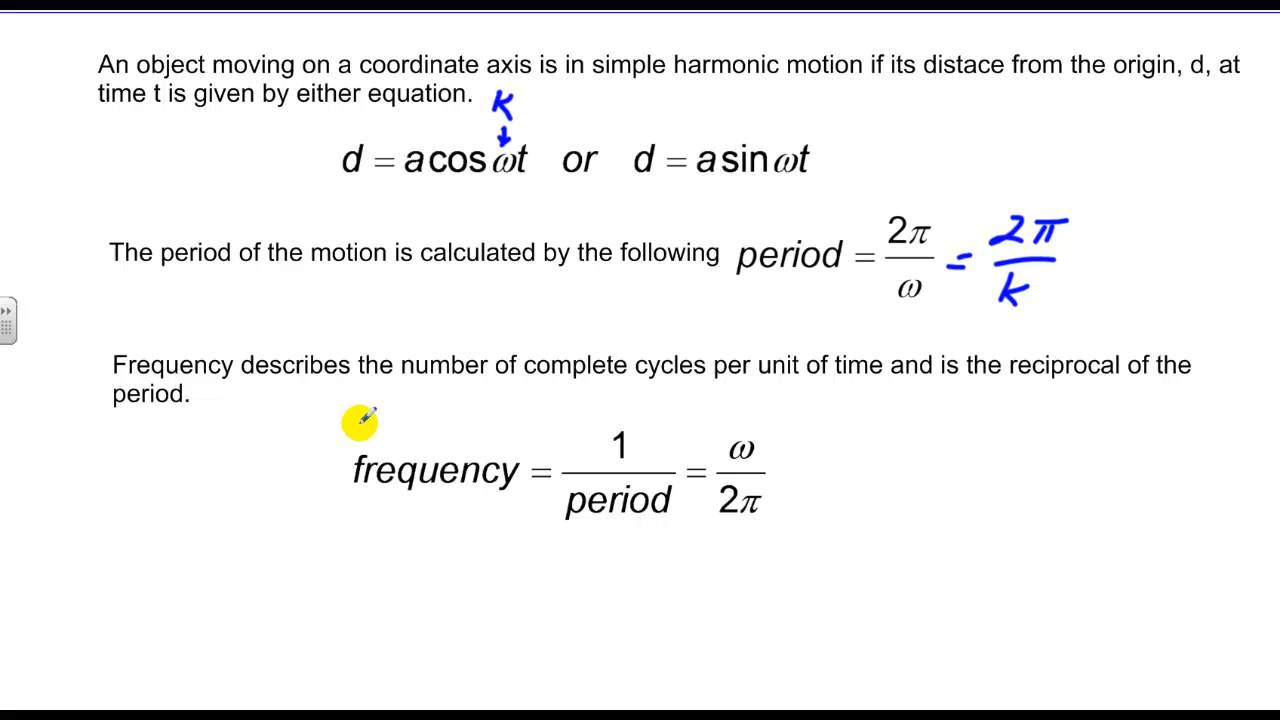 An object moving on a coordinate axis is in simple harmonic motion if its distace from the origin, d, at
time t is given by either equation.
K
↓
d = a cos ωt or d = a sin ωt
The period of the motion is calculated by the following period = 2π/ω = 2π/k
Frequency describes the number of complete cycles per unit of time and is the reciprocal of the
period.
frequency = 1/period = ω/2π